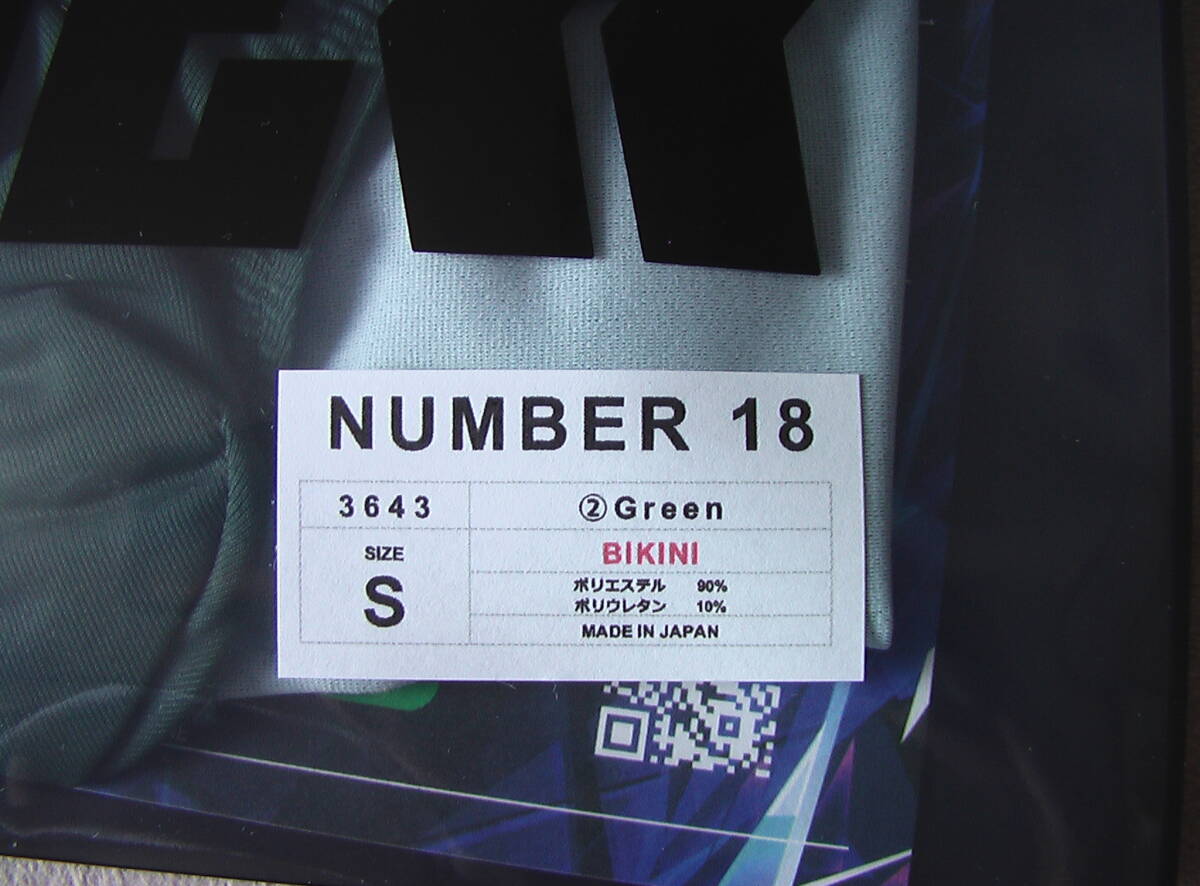 NUMBER 18
3643
②Green
SIZE
S
BIKINI
ポリエステル 90%
ポリウレタン 10%
MADE IN JAPAN